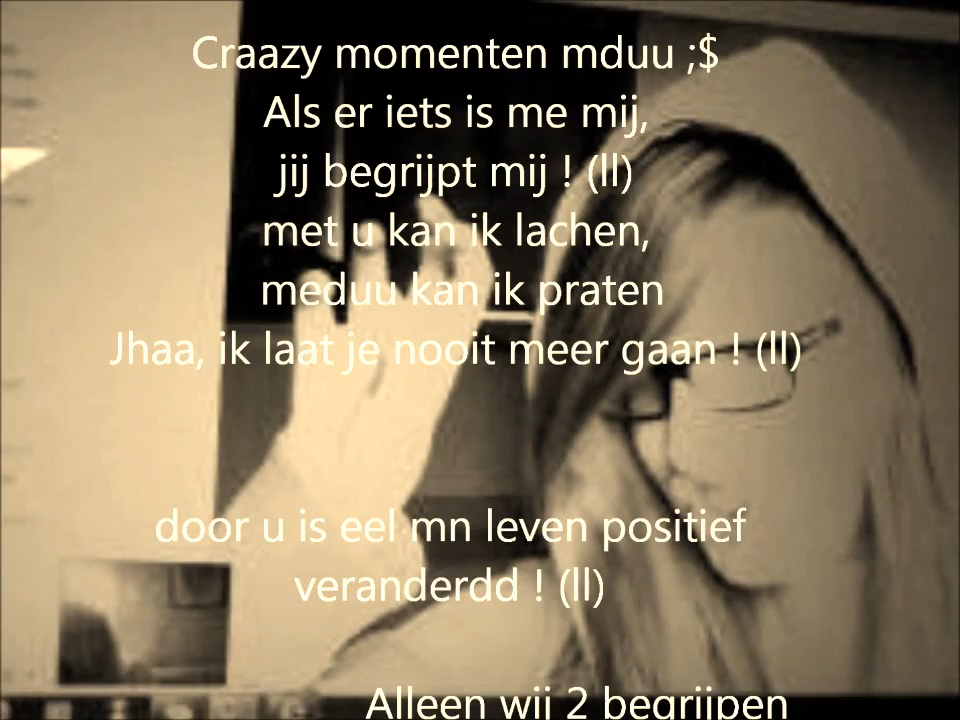 Craazy momenten mduu ;$
Als er iets is me mij,
jij begrijpt mij ! (ll)
met u kan ik lachen,
meduu kan ik praten
Jhaa, ik laat je nooit meer gaan ! (ll)
door u is eel mn leven positief
veranderdd ! (ll)
Alleen wij 2 begrijpen